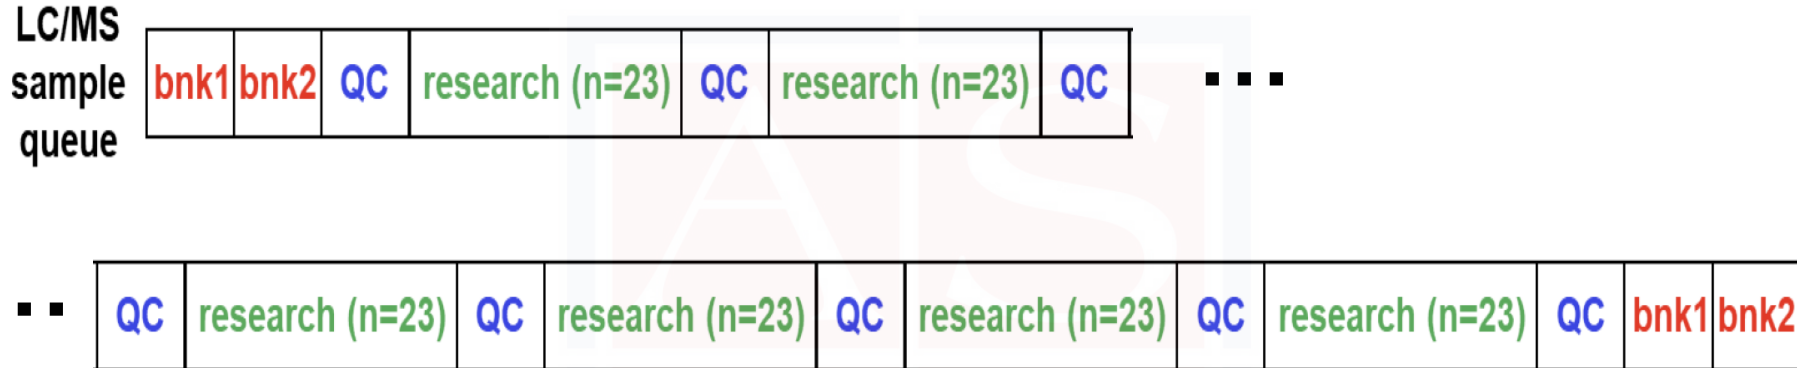 LC/MS
sample
queue
bnk1 bnk2 QC research (n=23) QC research (n=23) QC ...
AS
.. QC research (n=23) QC research (n=23) QC research (n=23) QC research (n=23) QC bnk1 bnk2